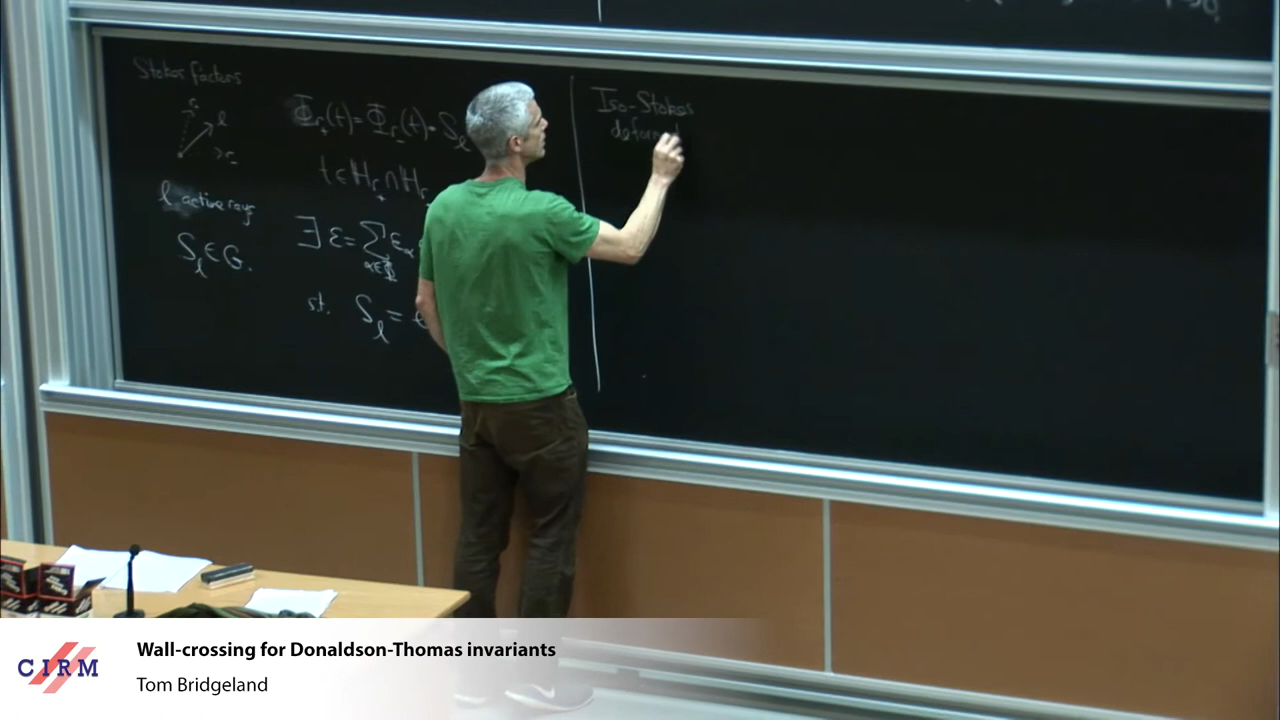 Stokes factors
r₋
l
r₊
Φ_{r₊}(t) = Φ_{r₋}(t) · S_l
t ∈ H_{r₊} ∩ H_{r₋}
l active rays
S_l ∈ G.
∃ ε = ∑_{α∈Φ} ε_α
s.t. S_l =
Iso-Stokes
deform
CIRM
Wall-crossing for Donaldson-Thomas invariants
Tom Bridgeland